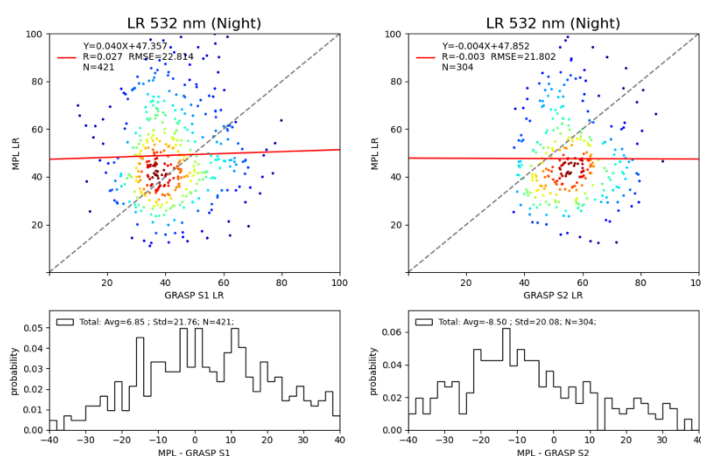 LR 532 nm (Night)
Y=0.040X+47.357
R=0.027 RMSE=22.814
N=421
100
80
60
40
20
MPL LR
20 40 60 80 100
GRASP S1 LR
LR 532 nm (Night)
Y=-0.004X+47.852
R=-0.003 RMSE=21.802
N=304
100
80
60
40
20
MPL LR
20 40 60 80 100
GRASP S2 LR
Total: Avg=6.85 ; Std=21.76; N=421;
0.05
0.04
0.03
0.02
0.01
0.00
probability
−40 −30 −20 −10 0 10 20 30 40
MPL - GRASP S1
Total: Avg=-8.50 ; Std=20.08; N=304;
0.06
0.04
0.02
0.00
probability
−40 −30 −20 −10 0 10 20 30 40
MPL - GRASP S2